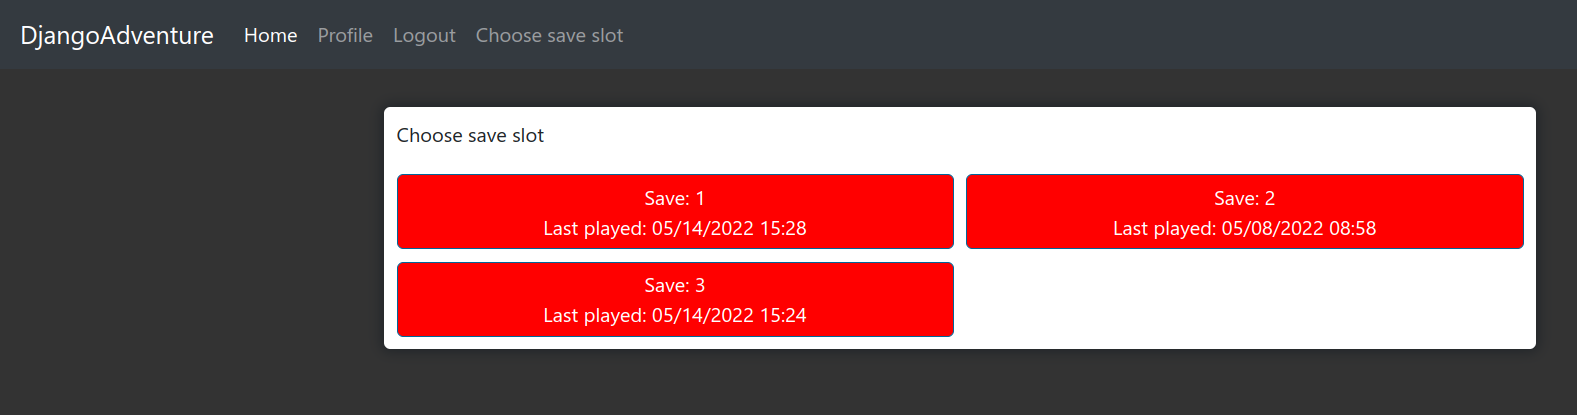 DjangoAdventure Home Profile Logout Choose save slot
Choose save slot
Save: 1
Last played: 05/14/2022 15:28
Save: 2
Last played: 05/08/2022 08:58
Save: 3
Last played: 05/14/2022 15:24